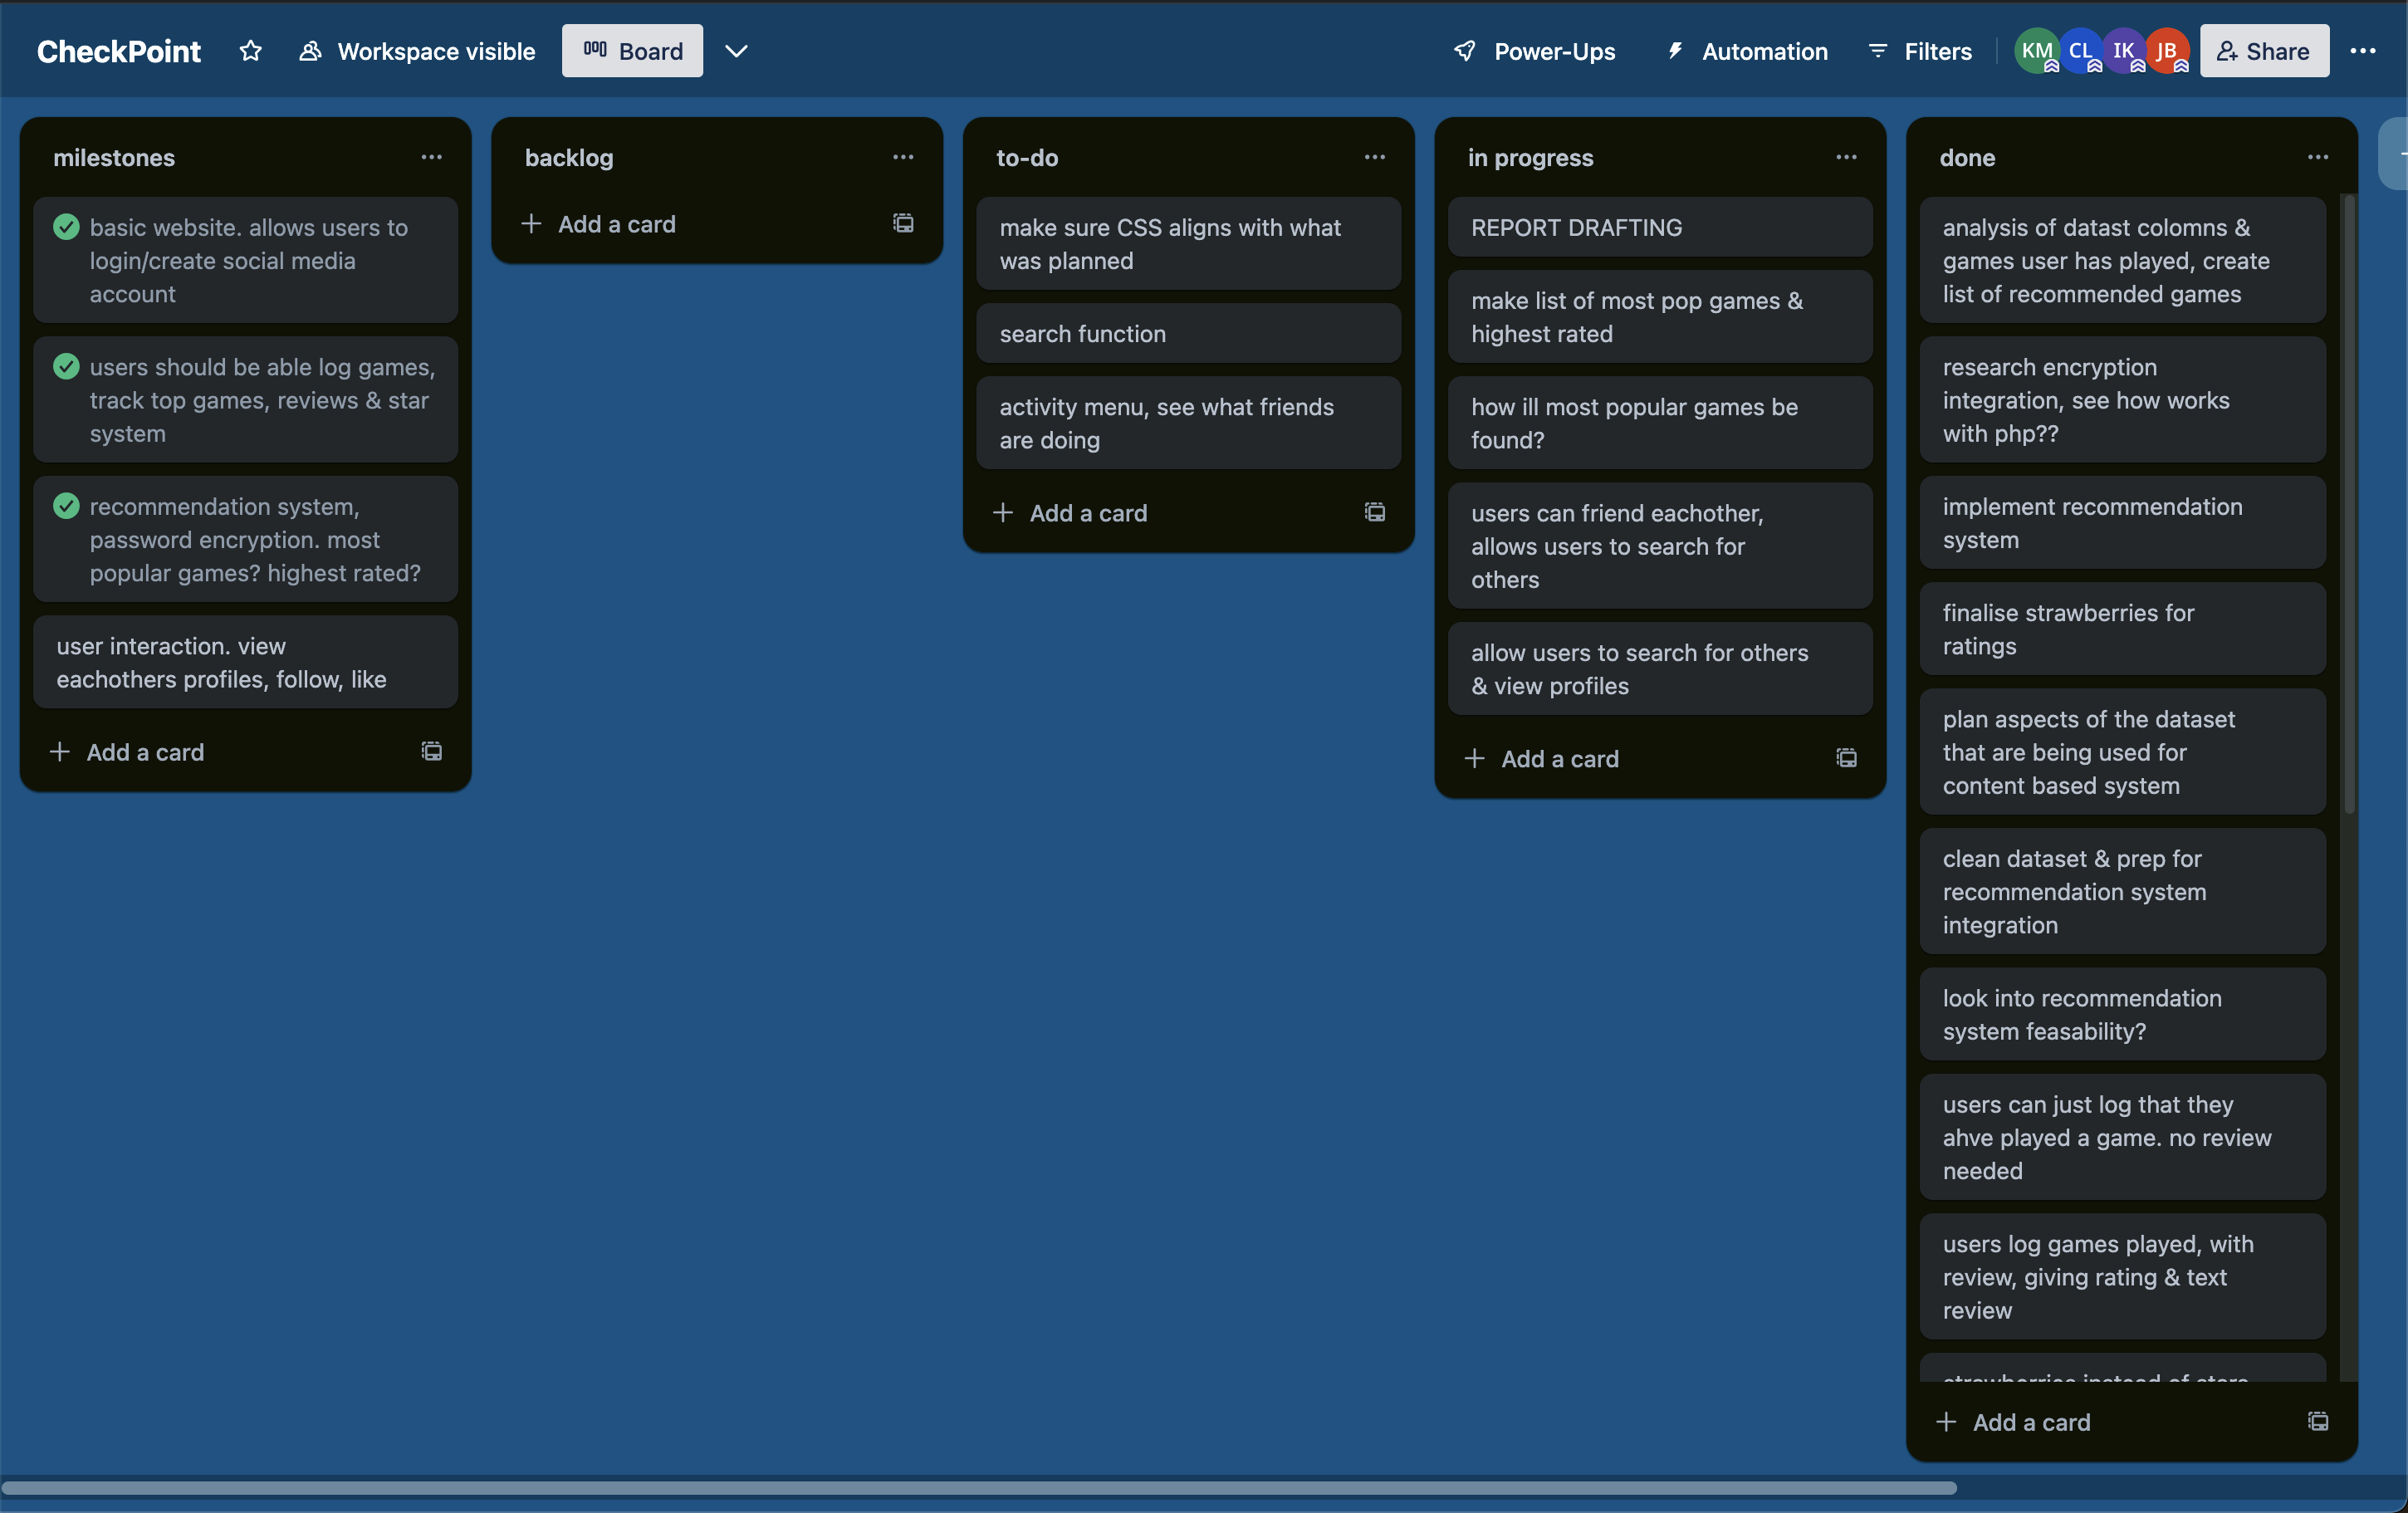 CheckPoint
Workspace visible
Board
Power-Ups
Automation
Filters
KM
CL
IK
JB
Share
milestones
basic website. allows users to
login/create social media
account
users should be able log games,
track top games, reviews & star
system
recommendation system,
password encryption. most
popular games? highest rated?
user interaction. view
eachothers profiles, follow, like
+ Add a card
backlog
+ Add a card
to-do
make sure CSS aligns with what
was planned
search function
activity menu, see what friends
are doing
+ Add a card
in progress
REPORT DRAFTING
make list of most pop games &
highest rated
how ill most popular games be
found?
users can friend eachother,
allows users to search for
others
allow users to search for others
& view profiles
+ Add a card
done
analysis of datast colomns &
games user has played, create
list of recommended games
research encryption
integration, see how works
with php??
implement recommendation
system
finalise strawberries for
ratings
plan aspects of the dataset
that are being used for
content based system
clean dataset & prep for
recommendation system
integration
look into recommendation
system feasability?
users can just log that they
ahve played a game. no review
needed
users log games played, with
review, giving rating & text
review
strawberries instead of stars
+ Add a card